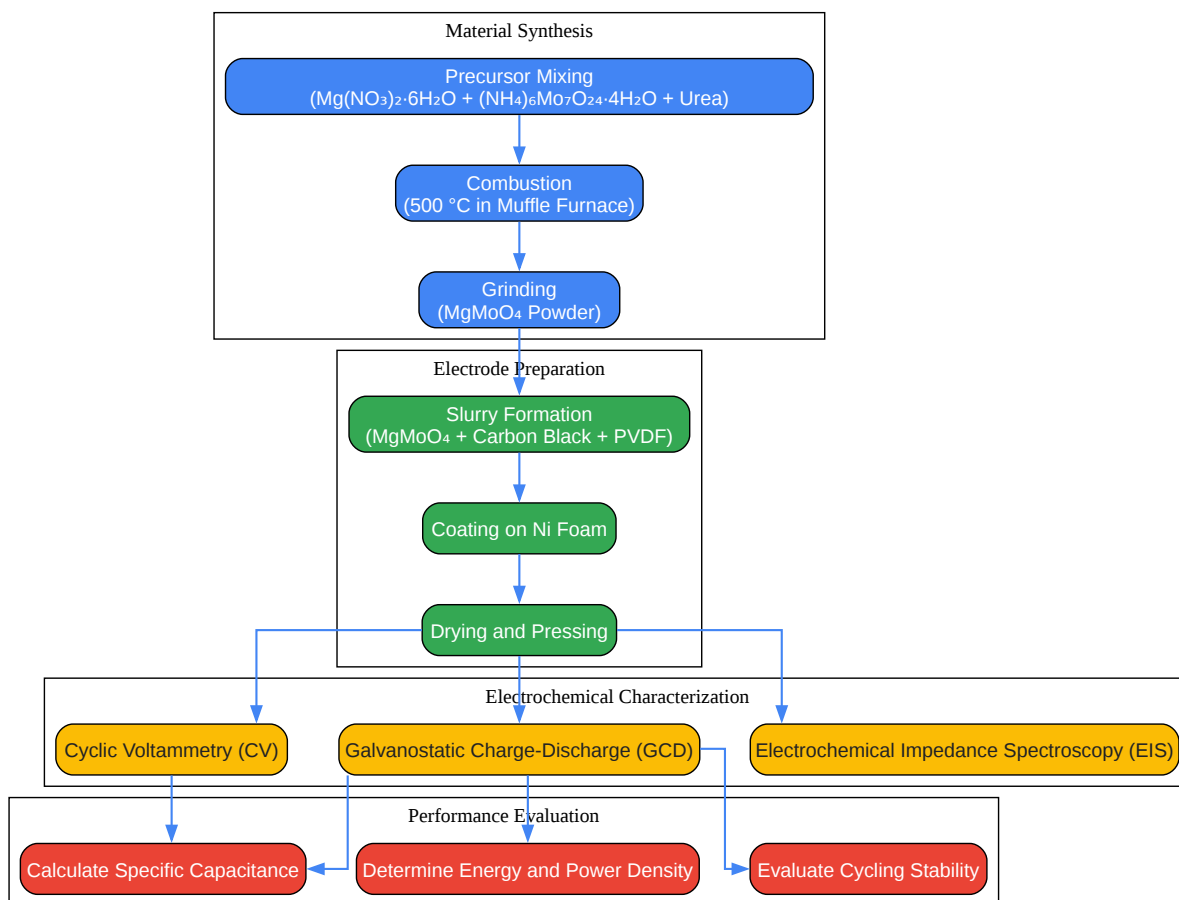 Material Synthesis
Precursor Mixing
(Mg(NO₃)₂·6H₂O + (NH₄)₆Mo₇O₂₄·4H₂O + Urea)
Combustion
(500 °C in Muffle Furnace)
Grinding
(MgMoO₄ Powder)
Electrode Preparation
Slurry Formation
(MgMoO₄ + Carbon Black + PVDF)
Coating on Ni Foam
Drying and Pressing
Electrochemical Characterization
Cyclic Voltammetry (CV)
Galvanostatic Charge-Discharge (GCD)
Electrochemical Impedance Spectroscopy (EIS)
Performance Evaluation
Calculate Specific Capacitance
Determine Energy and Power Density
Evaluate Cycling Stability